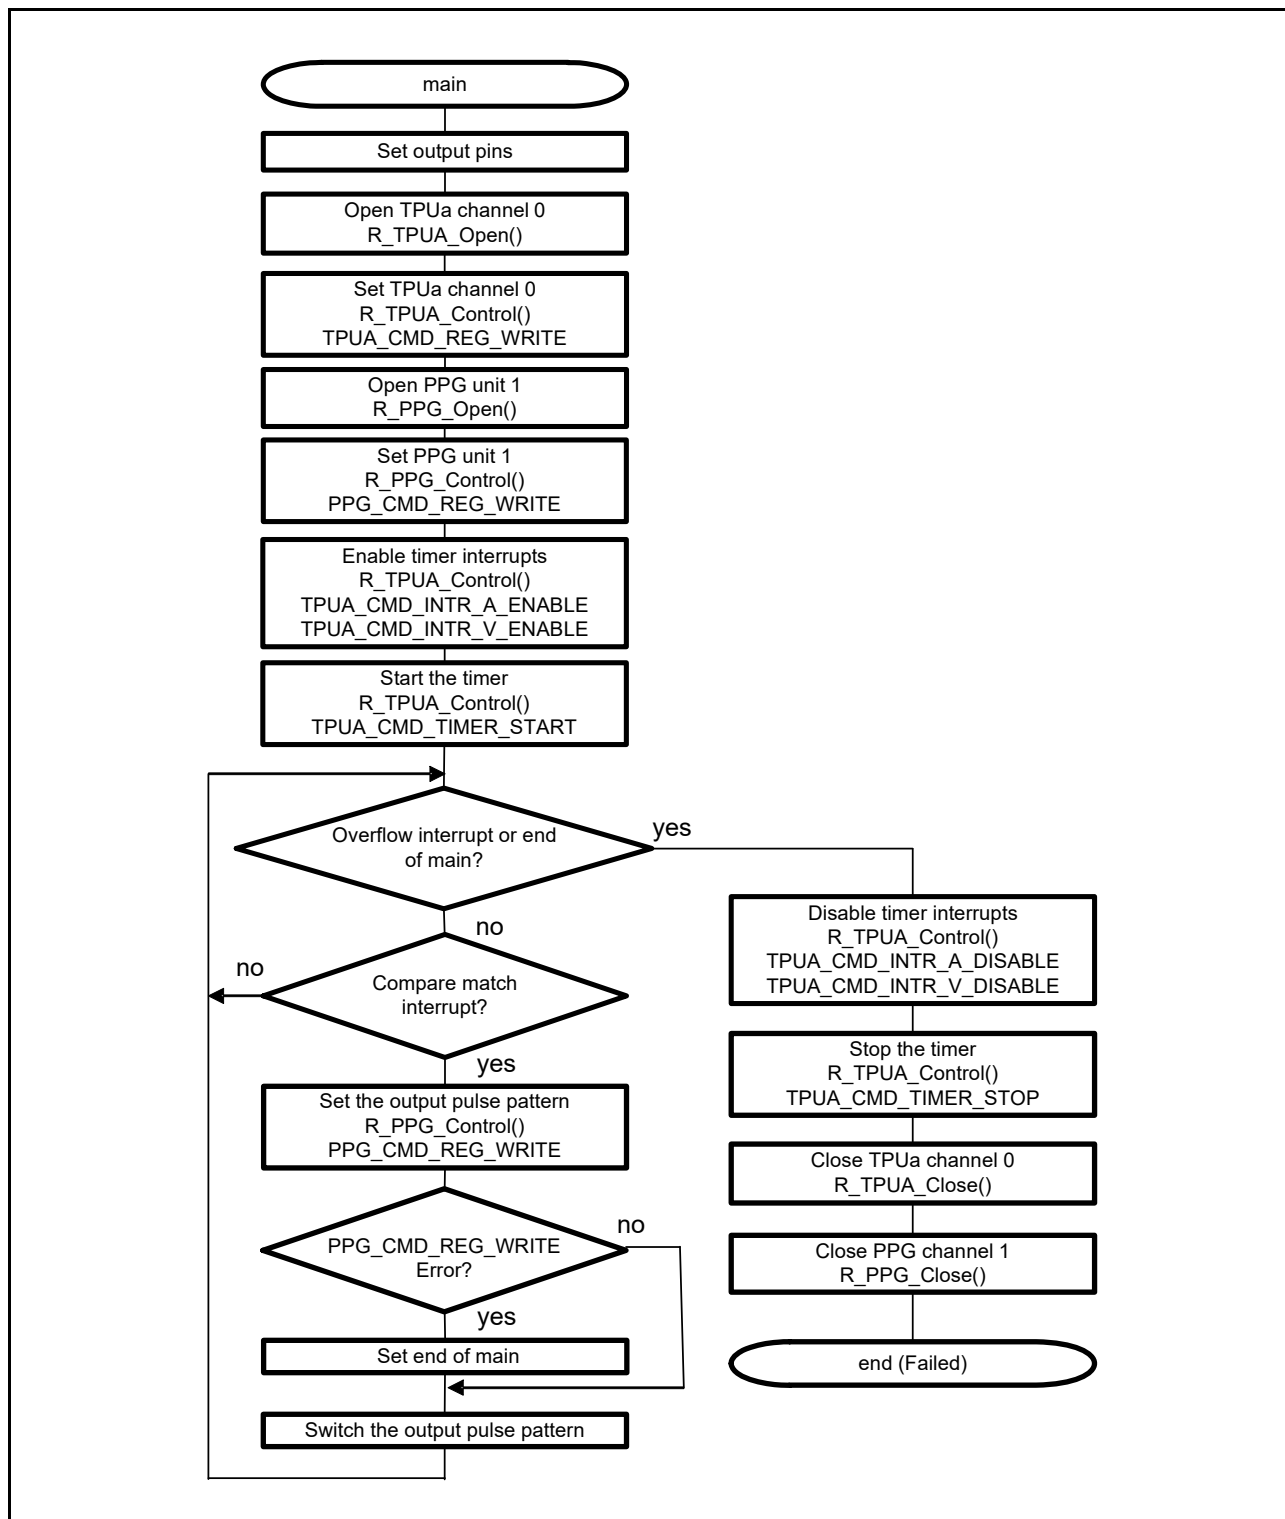 main
Set output pins
Open TPUa channel 0
R_TPUA_Open()
Set TPUa channel 0
R_TPUA_Control()
TPUA_CMD_REG_WRITE
Open PPG unit 1
R_PPG_Open()
Set PPG unit 1
R_PPG_Control()
PPG_CMD_REG_WRITE
Enable timer interrupts
R_TPUA_Control()
TPUA_CMD_INTR_A_ENABLE
TPUA_CMD_INTR_V_ENABLE
Start the timer
R_TPUA_Control()
TPUA_CMD_TIMER_START
Overflow interrupt or end
of main?
yes
no
Compare match
interrupt?
no
yes
Set the output pulse pattern
R_PPG_Control()
PPG_CMD_REG_WRITE
PPG_CMD_REG_WRITE
Error?
no
yes
Set end of main
Switch the output pulse pattern
Disable timer interrupts
R_TPUA_Control()
TPUA_CMD_INTR_A_DISABLE
TPUA_CMD_INTR_V_DISABLE
Stop the timer
R_TPUA_Control()
TPUA_CMD_TIMER_STOP
Close TPUa channel 0
R_TPUA_Close()
Close PPG channel 1
R_PPG_Close()
end (Failed)